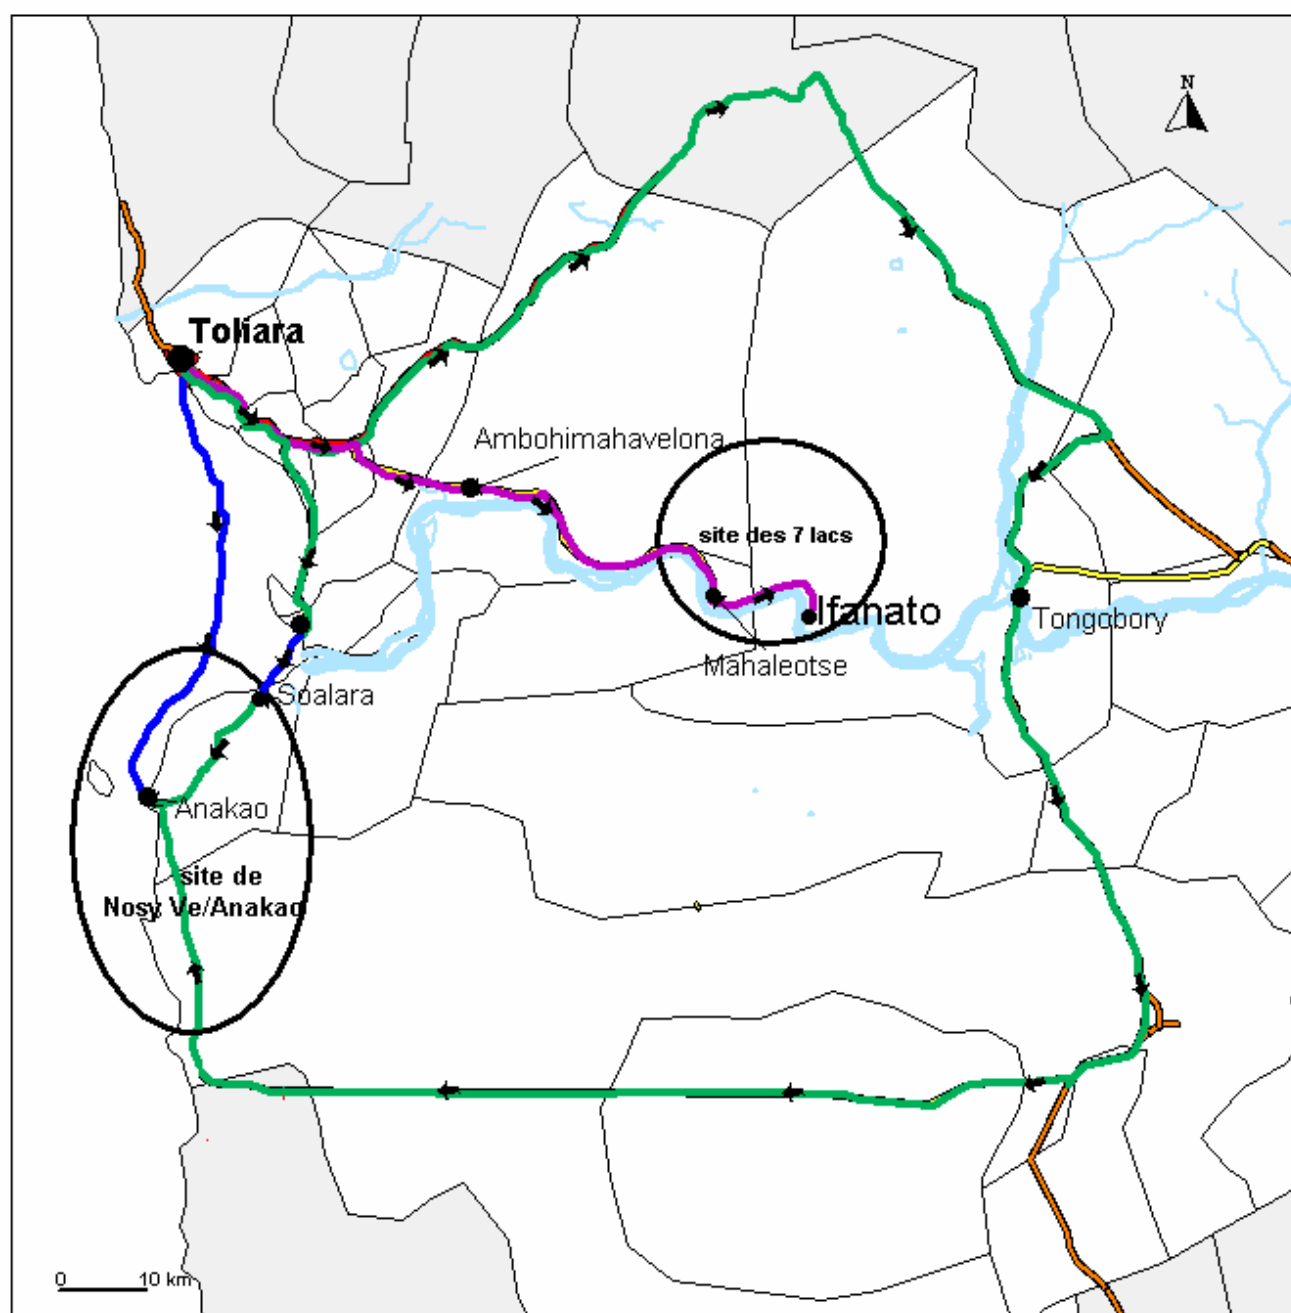 N
Toliara
Ambohimahavelona
site des 7 lacs
Ifanato
Tongobory
Mahaleotse
Soalara
Anakao
site de
Nosy Ve/Anakao
0 10 km